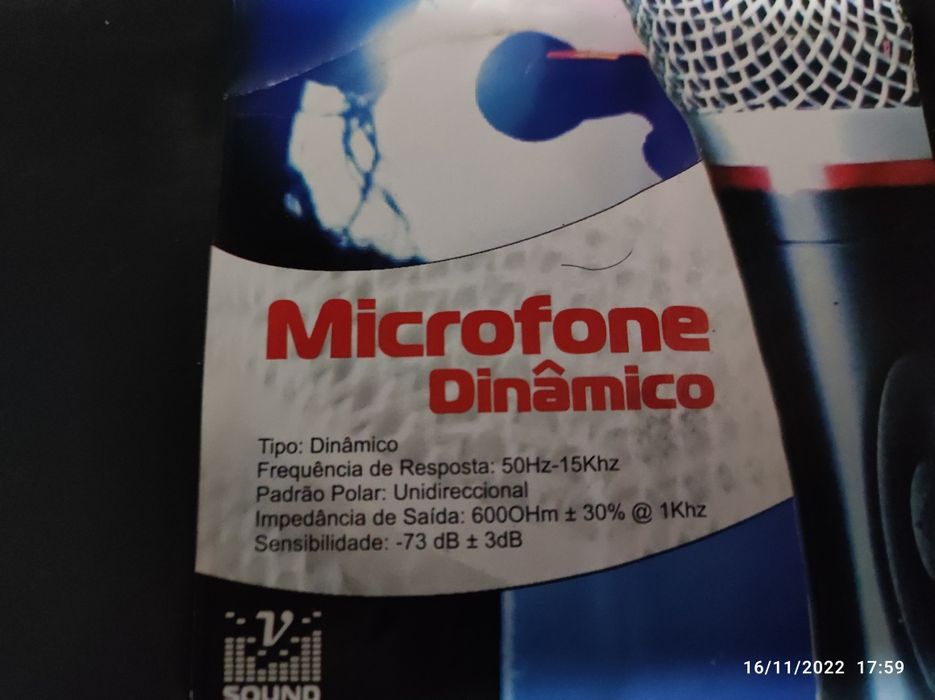 Microfone
Dinâmico
Tipo: Dinâmico
Frequência de Resposta: 50Hz-15Khz
Padrão Polar: Unidireccional
Impedância de Saída: 600OHm ± 30% @ 1Khz
Sensibilidade: -73 dB ± 3dB
V
SOUND
16/11/2022 17:59